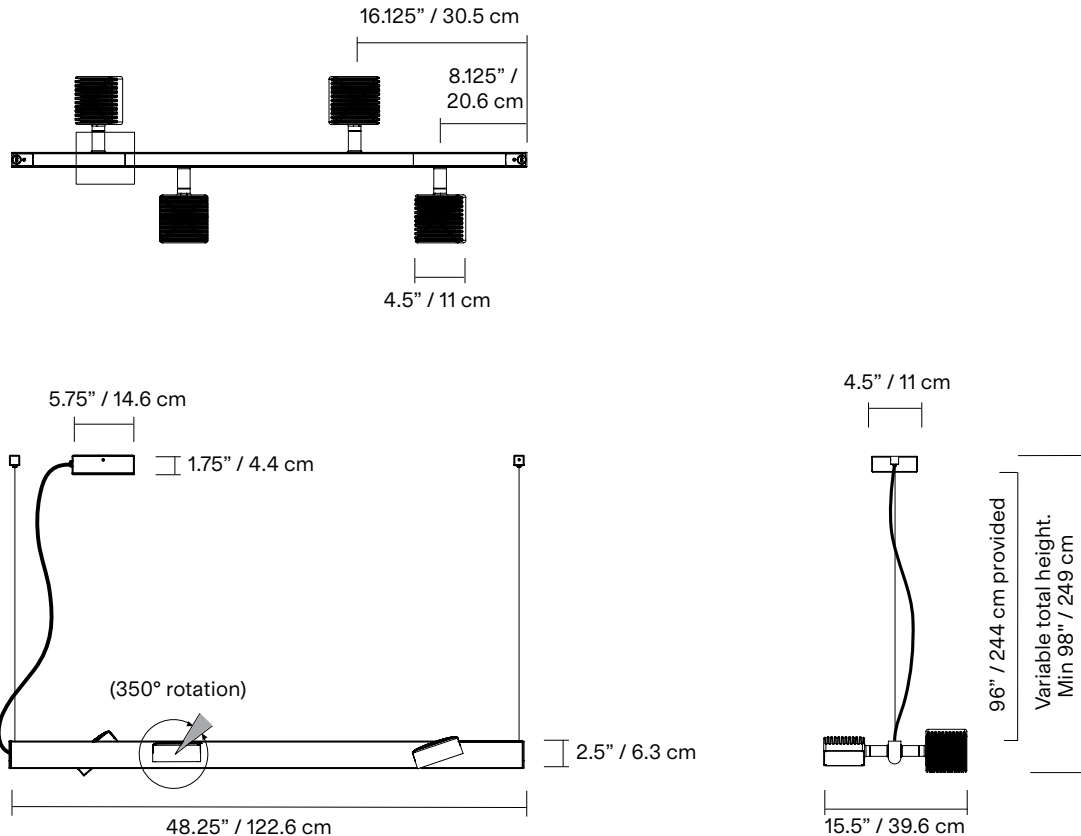 16.125” / 30.5 cm
8.125” /
20.6 cm
4.5” / 11 cm
5.75” / 14.6 cm
1.75” / 4.4 cm
(350° rotation)
2.5” / 6.3 cm
48.25” / 122.6 cm
4.5” / 11 cm
96” / 244 cm provided
Variable total height.
Min 98" / 249 cm
15.5” / 39.6 cm